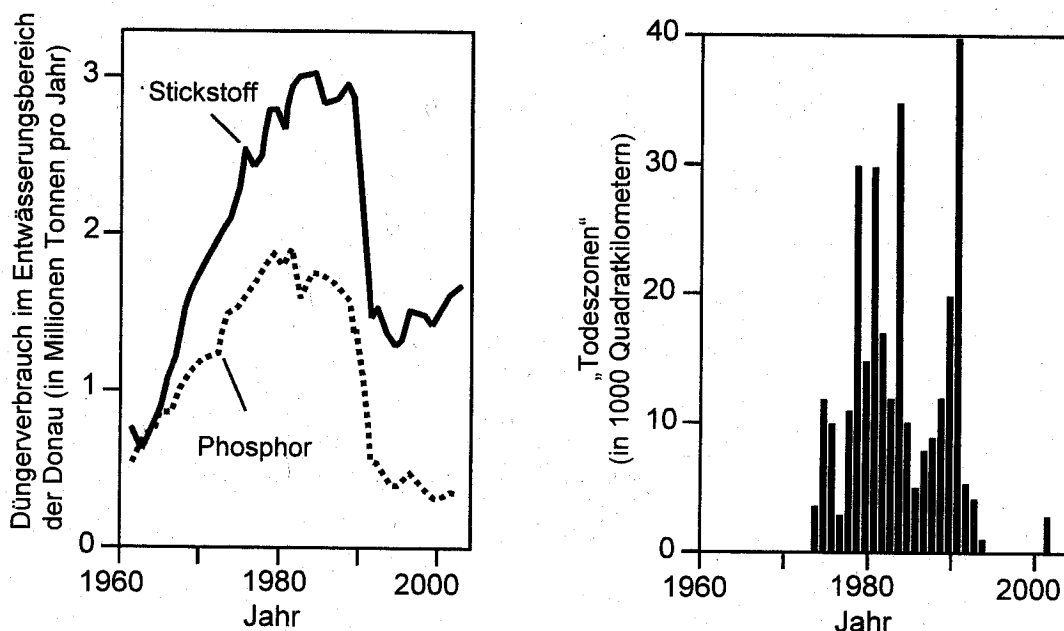 Düngerverbrauch im Entwässerungsbereich
der Donau (in Millionen Tonnen pro Jahr)
3
2
1
0
Stickstoff
Phosphor
1960
1980
2000
Jahr
„Todeszonen“
(in 1000 Quadratkilometern)
40
30
20
10
0
1960
1980
2000
Jahr